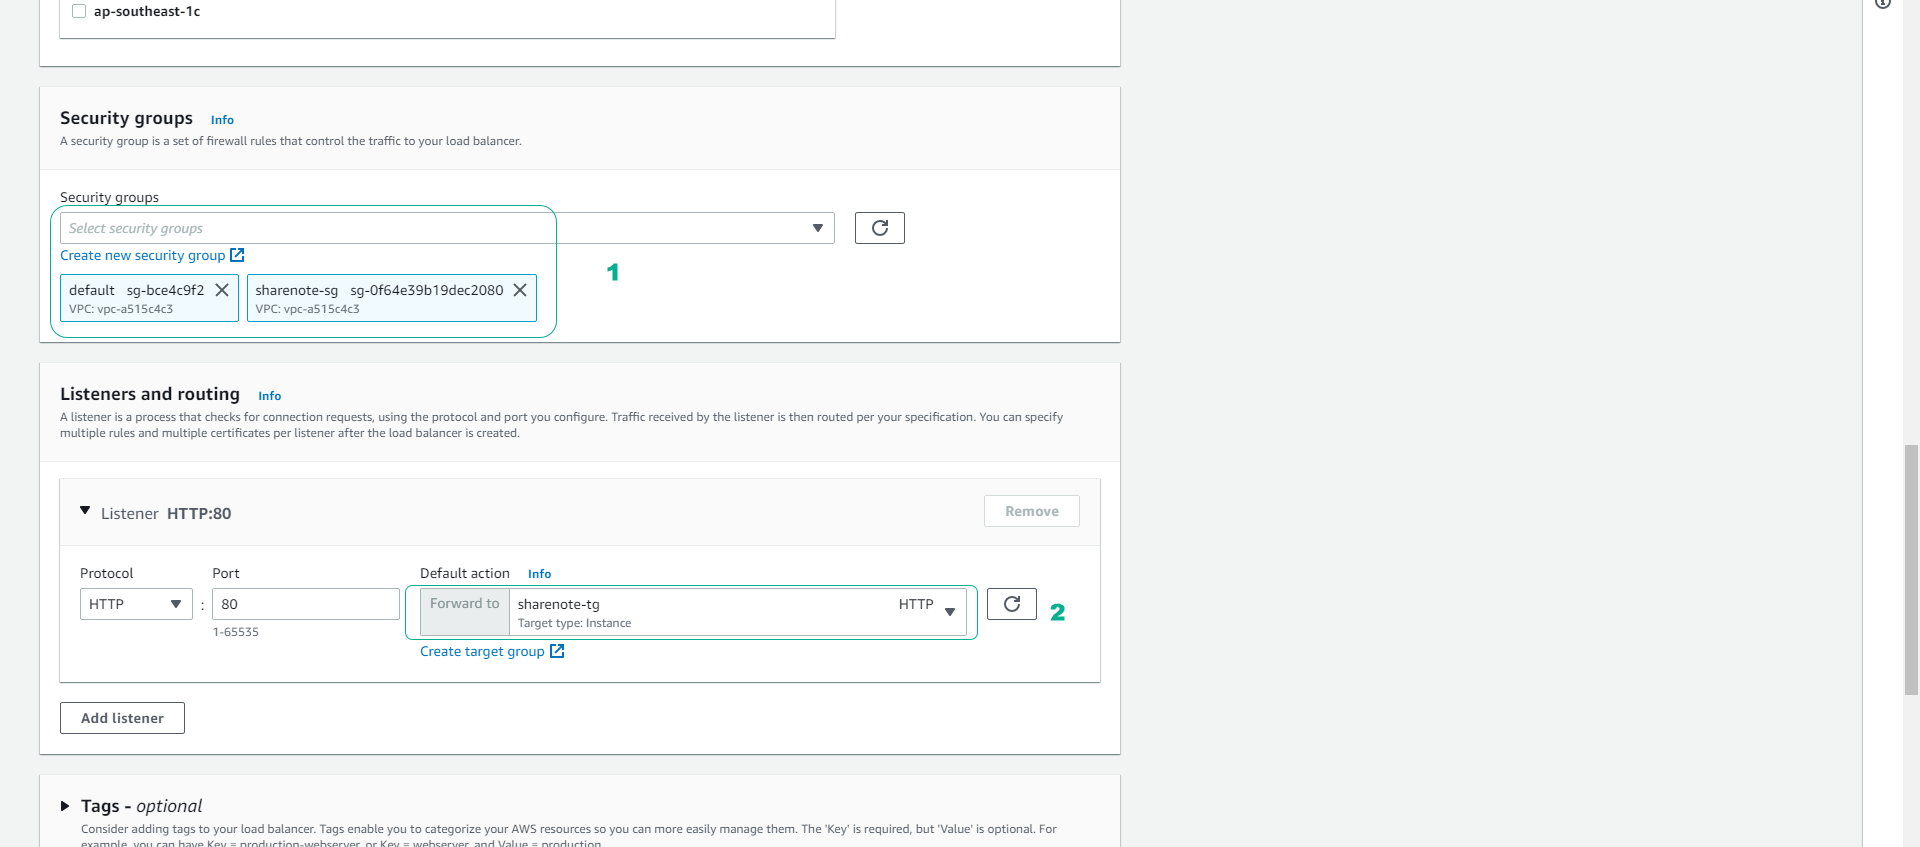 ap-southeast-1c
Security groups Info
A security group is a set of firewall rules that control the traffic to your load balancer.
Security groups
Select security groups
Create new security group
1
default sg-bce4c9f2
VPC: vpc-a515c4c3
sharenote-sg sg-0f64e39b19dec2080
VPC: vpc-a515c4c3
Listeners and routing Info
A listener is a process that checks for connection requests, using the protocol and port you configure. Traffic received by the listener is then routed per your specification. You can specify
multiple rules and multiple certificates per listener after the load balancer is created.
Listener HTTP:80
Remove
Protocol
Port
Default action Info
HTTP
:
80
1-65535
Forward to
sharenote-tg
HTTP
Target type: Instance
2
Create target group
Add listener
Tags - optional
Consider adding tags to your load balancer. Tags enable you to categorize your AWS resources so you can more easily manage them. The 'Key' is required, but 'Value' is optional. For
example, you can have Key = production-webserver, or Key = webserver, and Value = production.